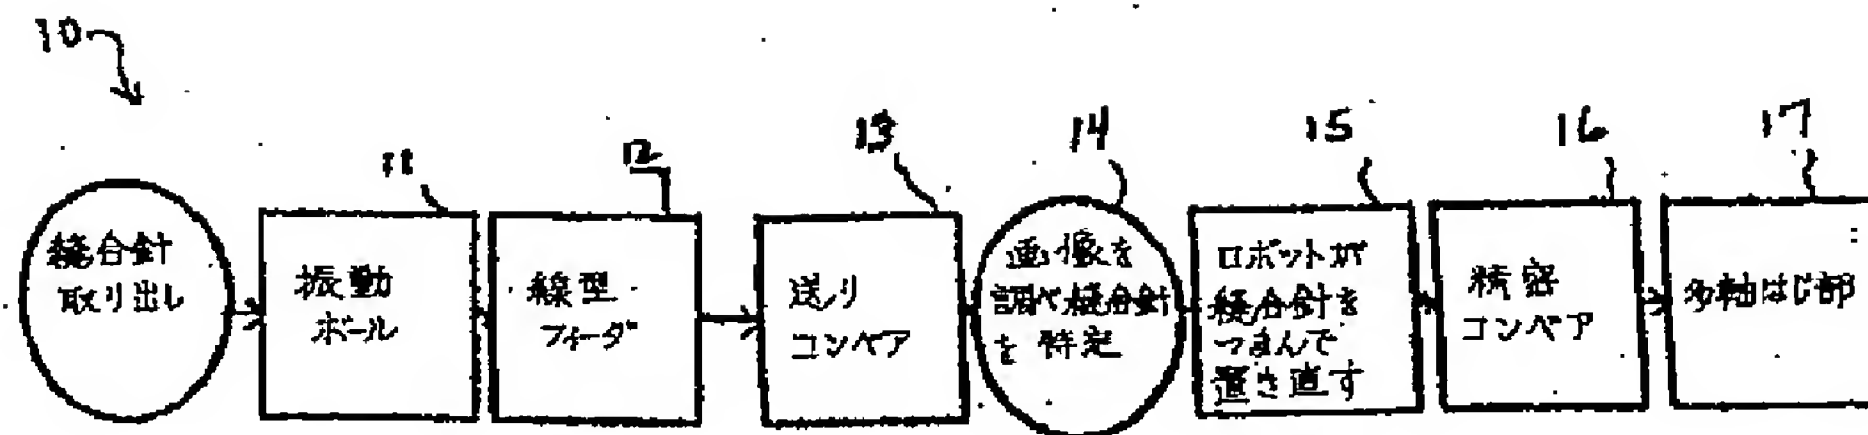 10
11
12
13
14
15
16
17
縫合針
取り出し
振動
ボール
線型
フィーダ
送り
コンベア
画像を
調べ縫合針
を特定
ロボットが
縫合針を
つまんで
置き直す
精密
コンベア
多軸はじ部